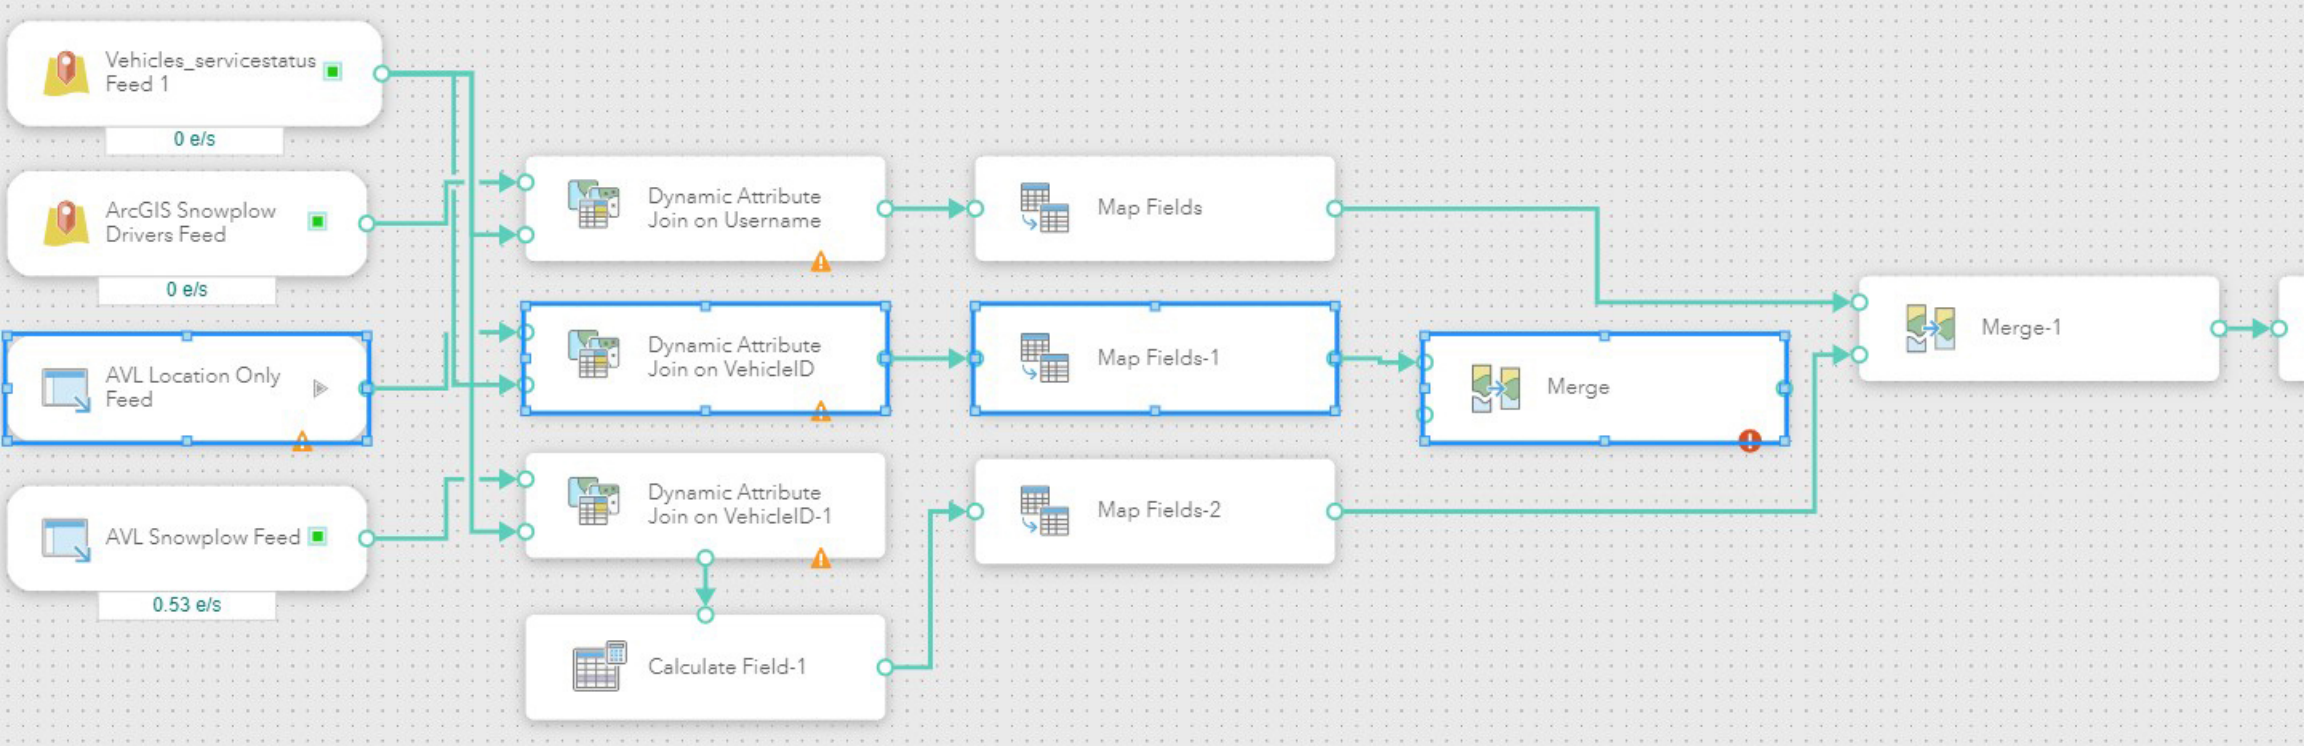 Vehicles_servicestatus
Feed 1
0 e/s
ArcGIS Snowplow
Drivers Feed
0 e/s
AVL Location Only
Feed
AVL Snowplow Feed
0.53 e/s
Dynamic Attribute
Join on Username
Dynamic Attribute
Join on VehicleID
Dynamic Attribute
Join on VehicleID-1
Calculate Field-1
Map Fields
Map Fields-1
Map Fields-2
Merge
Merge-1